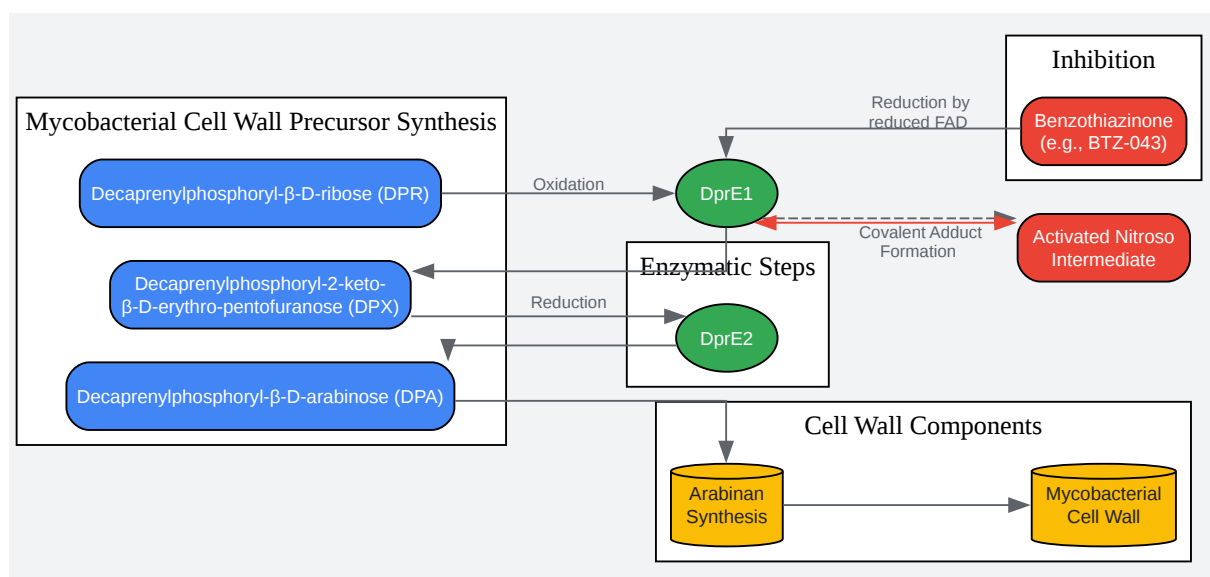 Inhibition
Reduction by
reduced FAD
Benzothiazinone
(e.g., BTZ-043)
Mycobacterial Cell Wall Precursor Synthesis
Decaprenylphosphoryl-β-D-ribose (DPR)
Oxidation
DprE1
Covalent Adduct
Formation
Activated Nitroso
Intermediate
Enzymatic Steps
Decaprenylphosphoryl-2-keto-
β-D-erythro-pentofuranose (DPX)
Reduction
DprE2
Decaprenylphosphoryl-β-D-arabinose (DPA)
Cell Wall Components
Arabinan
Synthesis
Mycobacterial
Cell Wall